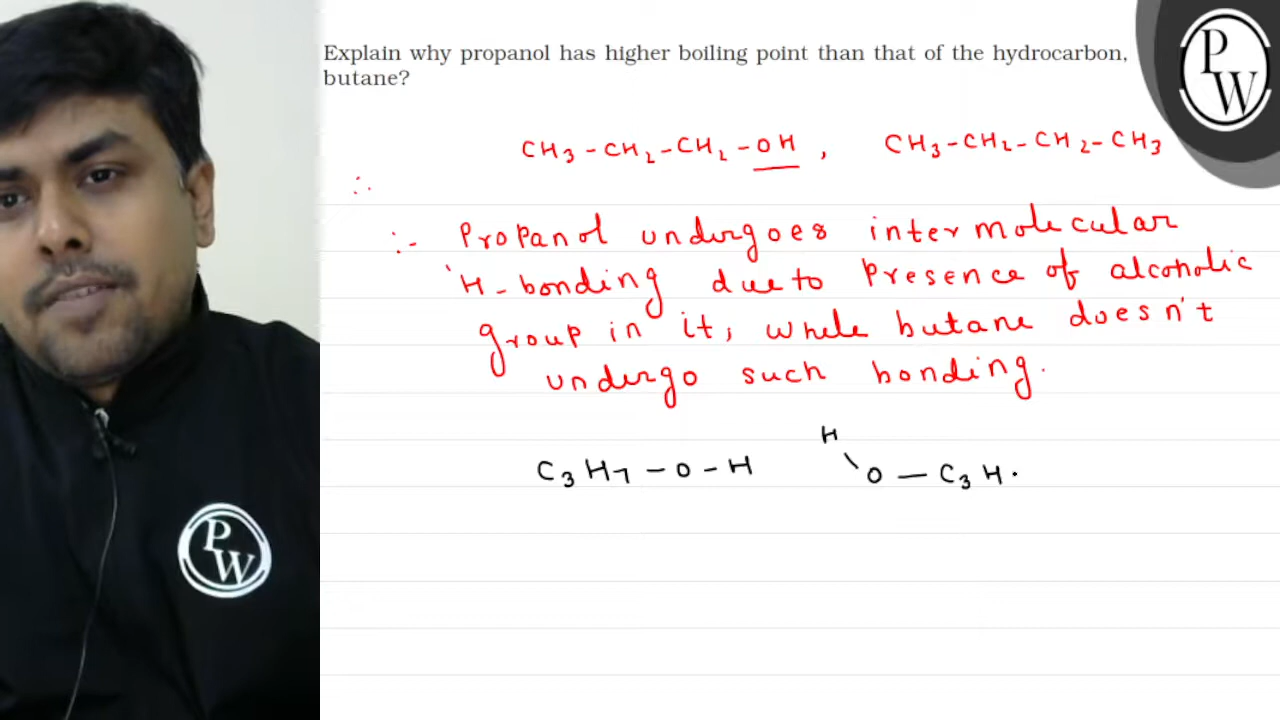 Explain why propanol has higher boiling point than that of the hydrocarbon,
butane?
PW
CH3-CH2-CH2-OH, CH3-CH2-CH2-CH3
∴
:- Propanol undergoes intermolecular
'H-bonding due to Presence of alcoholic
group in it, while butane doesn't
undergo such bonding.
H
C3H7-O-H O-C3H.
PW